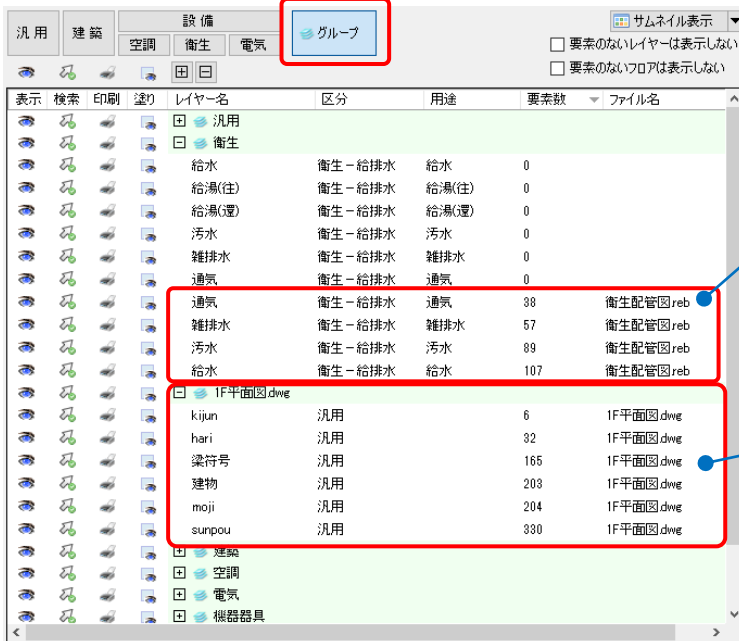 汎用 建築 設備 グループ サムネイル表示
空調 衛生 電気 要素のないレイヤーは表示しない
要素のないフロアは表示しない
表示 検索 印刷 塗り レイヤー名 区分 用途 要素数 ファイル名
汎用
衛生
給水 衛生－給排水 給水 0
給湯(往) 衛生－給排水 給湯(往) 0
給湯(還) 衛生－給排水 給湯(還) 0
汚水 衛生－給排水 汚水 0
雑排水 衛生－給排水 雑排水 0
通気 衛生－給排水 通気 0
通気 衛生－給排水 通気 38 衛生配管図.reb
雑排水 衛生－給排水 雑排水 57 衛生配管図.reb
汚水 衛生－給排水 汚水 89 衛生配管図.reb
給水 衛生－給排水 給水 107 衛生配管図.reb
1F平面図.dwg
kijun 汎用 6 1F平面図.dwg
hari 汎用 32 1F平面図.dwg
梁符号 汎用 165 1F平面図.dwg
建物 汎用 203 1F平面図.dwg
moji 汎用 204 1F平面図.dwg
sunpou 汎用 330 1F平面図.dwg
建築
空調
電気
機器器具